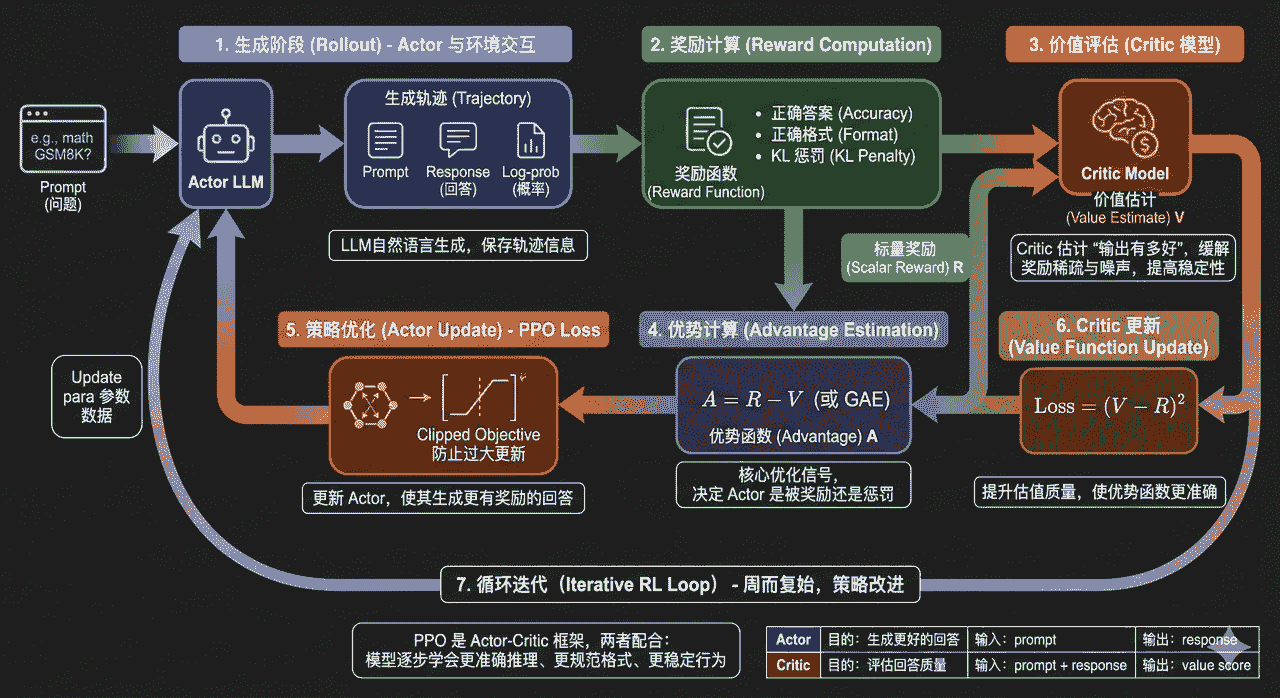 1. 生成阶段 (Rollout) - Actor 与环境交互
2. 奖励计算 (Reward Computation)
3. 价值评估 (Critic 模型)
e.g., math
GSM8K?
Prompt
(问题)
Actor LLM
生成轨迹 (Trajectory)
Prompt
Response
(回答)
Log-prob
(概率)
LLM自然语言生成，保存轨迹信息
奖励函数
(Reward Function)
• 正确答案 (Accuracy)
• 正确格式 (Format)
• KL 惩罚 (KL Penalty)
标量奖励
(Scalar Reward) R
$
Critic Model
价值估计
(Value Estimate) V
Critic 估计 “输出有多好”，缓解
奖励稀疏与噪声，提高稳定性
5. 策略优化 (Actor Update) - PPO Loss
4. 优势计算 (Advantage Estimation)
6. Critic 更新
(Value Function Update)
Update
para 参数
数据
Clipped Objective
防止过大更新
更新 Actor，使其生成更有奖励的回答
A = R − V (或 GAE)
优势函数 (Advantage) A
核心优化信号，
决定 Actor 是被奖励还是惩罚
Loss = (V − R)²
提升估值质量，使优势函数更准确
7. 循环迭代（Iterative RL Loop） - 周而复始，策略改进
PPO 是 Actor-Critic 框架，两者配合：
模型逐步学会更准确推理、更规范格式、更稳定行为
Actor 目的：生成更好的回答 输入：prompt 输出：response
Critic 目的：评估回答质量 输入：prompt + response 输出：value score